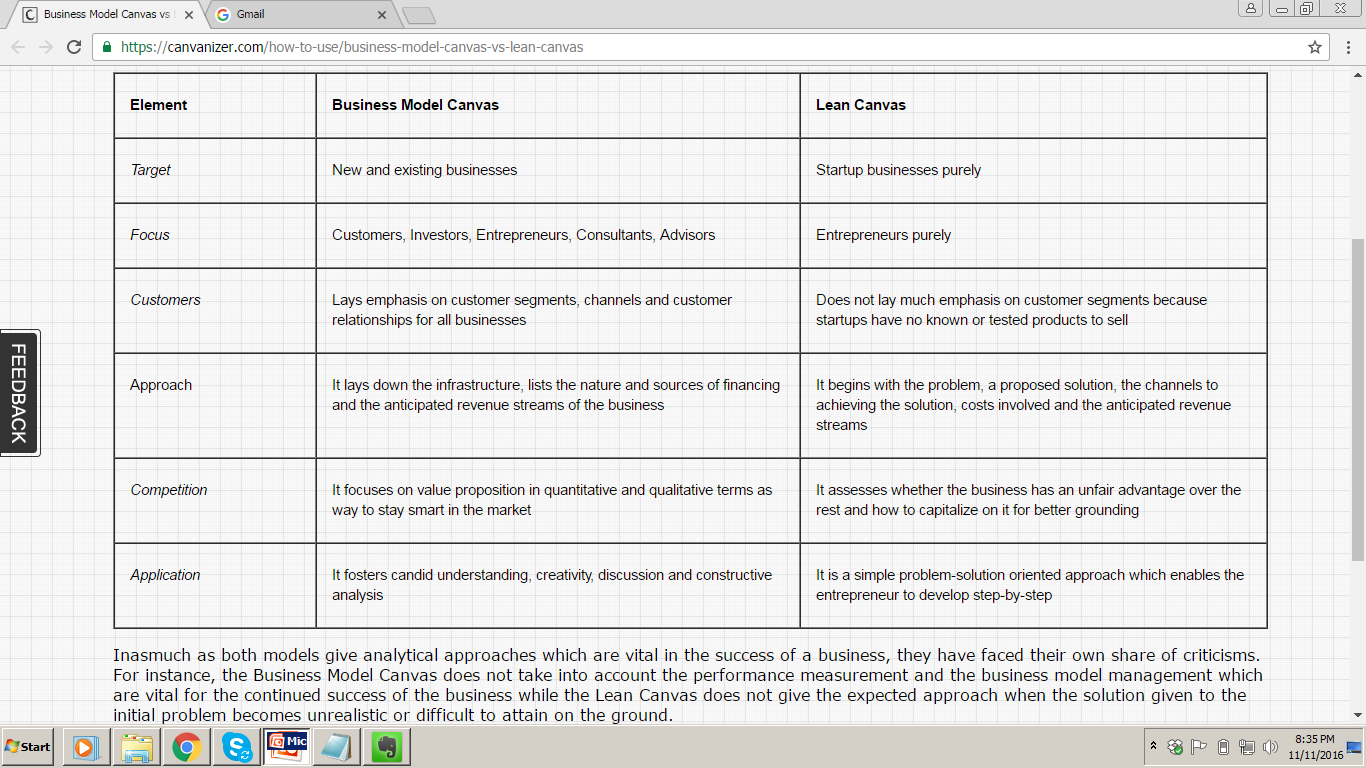 Business Model Canvas vs
Gmail
https://canvanizer.com/how-to-use/business-model-canvas-vs-lean-canvas
Element
Business Model Canvas
Lean Canvas
Target
New and existing businesses
Startup businesses purely
Focus
Customers, Investors, Entrepreneurs, Consultants, Advisors
Entrepreneurs purely
Customers
Lays emphasis on customer segments, channels and customer
relationships for all businesses
Does not lay much emphasis on customer segments because
startups have no known or tested products to sell
Approach
It lays down the infrastructure, lists the nature and sources of financing
and the anticipated revenue streams of the business
It begins with the problem, a proposed solution, the channels to
achieving the solution, costs involved and the anticipated revenue
streams
Competition
It focuses on value proposition in quantitative and qualitative terms as
way to stay smart in the market
It assesses whether the business has an unfair advantage over the
rest and how to capitalize on it for better grounding
Application
It fosters candid understanding, creativity, discussion and constructive
analysis
It is a simple problem-solution oriented approach which enables the
entrepreneur to develop step-by-step
FEEDBACK
Inasmuch as both models give analytical approaches which are vital in the success of a business, they have faced their own share of criticisms.
For instance, the Business Model Canvas does not take into account the performance measurement and the business model management which
are vital for the continued success of the business while the Lean Canvas does not give the expected approach when the solution given to the
initial problem becomes unrealistic or difficult to attain on the ground.
Start
Mic
8:35 PM
11/11/2016